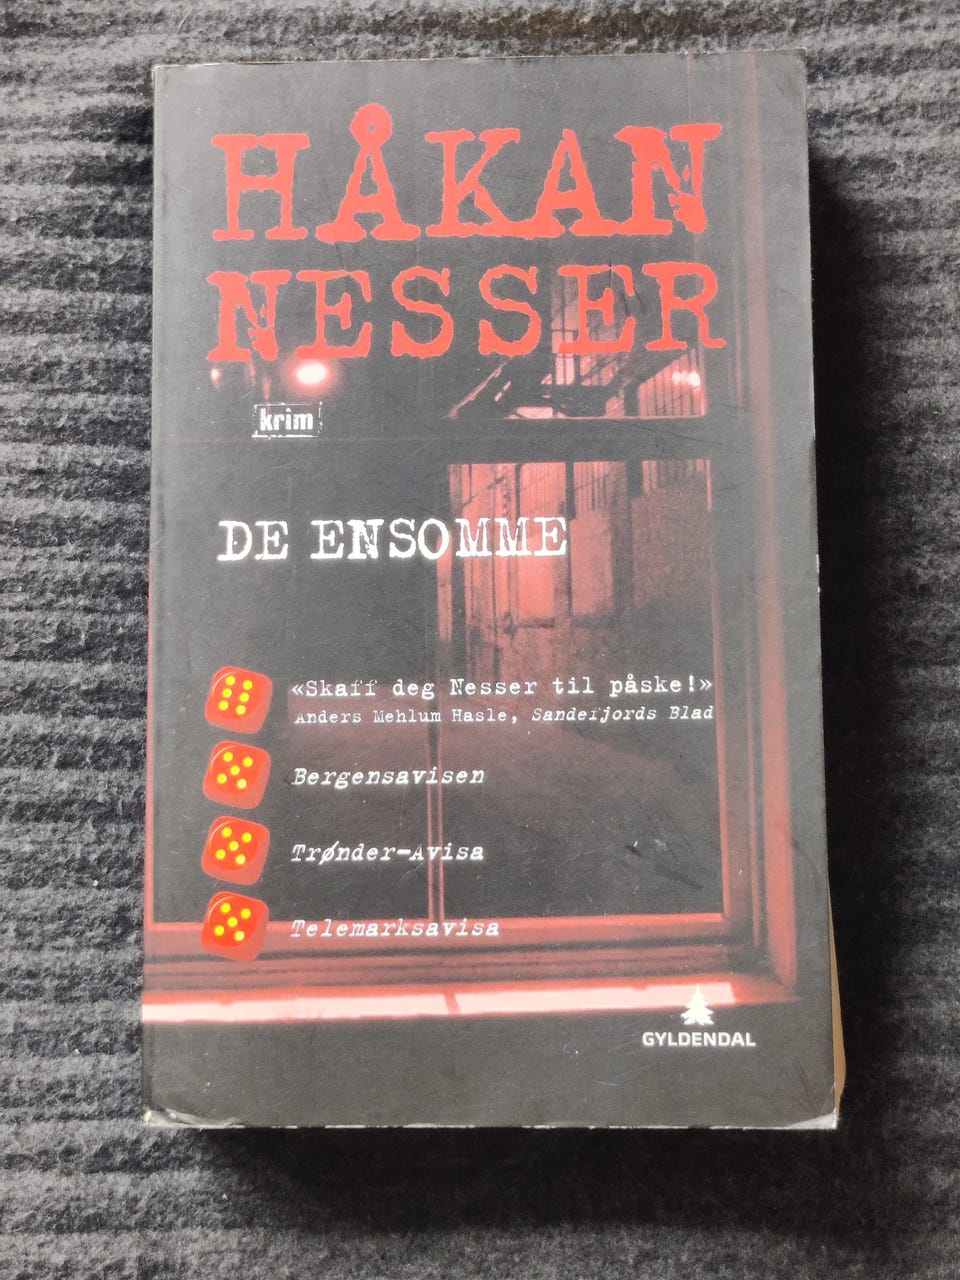 HÅKAN
NESSER
krim
DE ENSOMME
«Skaff deg Nesser til påske!»
Anders Mehlum Hasle, Sandefjords Blad
Bergensavisen
Trønder-Avisa
Telemarksavisa
GYLDENDAL